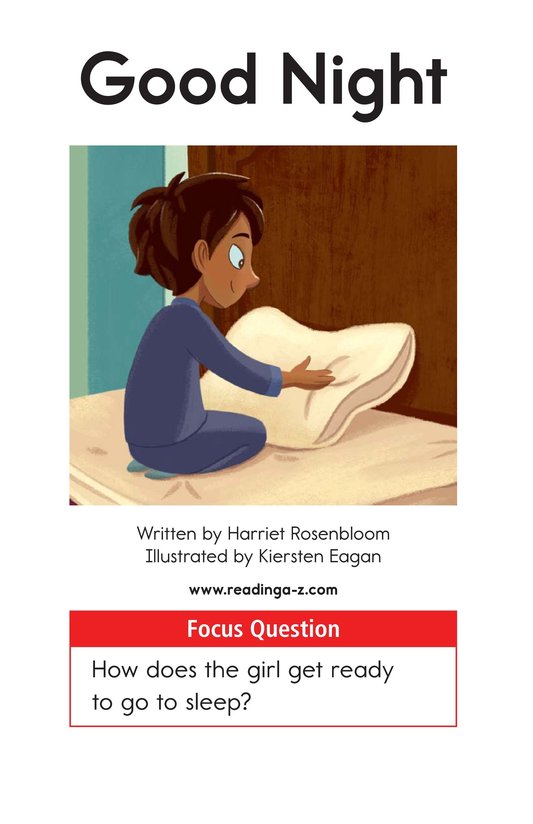 Good Night
Written by Harriet Rosenbloom
Illustrated by Kiersten Eagan
www.readinga-z.com
Focus Question
How does the girl get ready
to go to sleep?